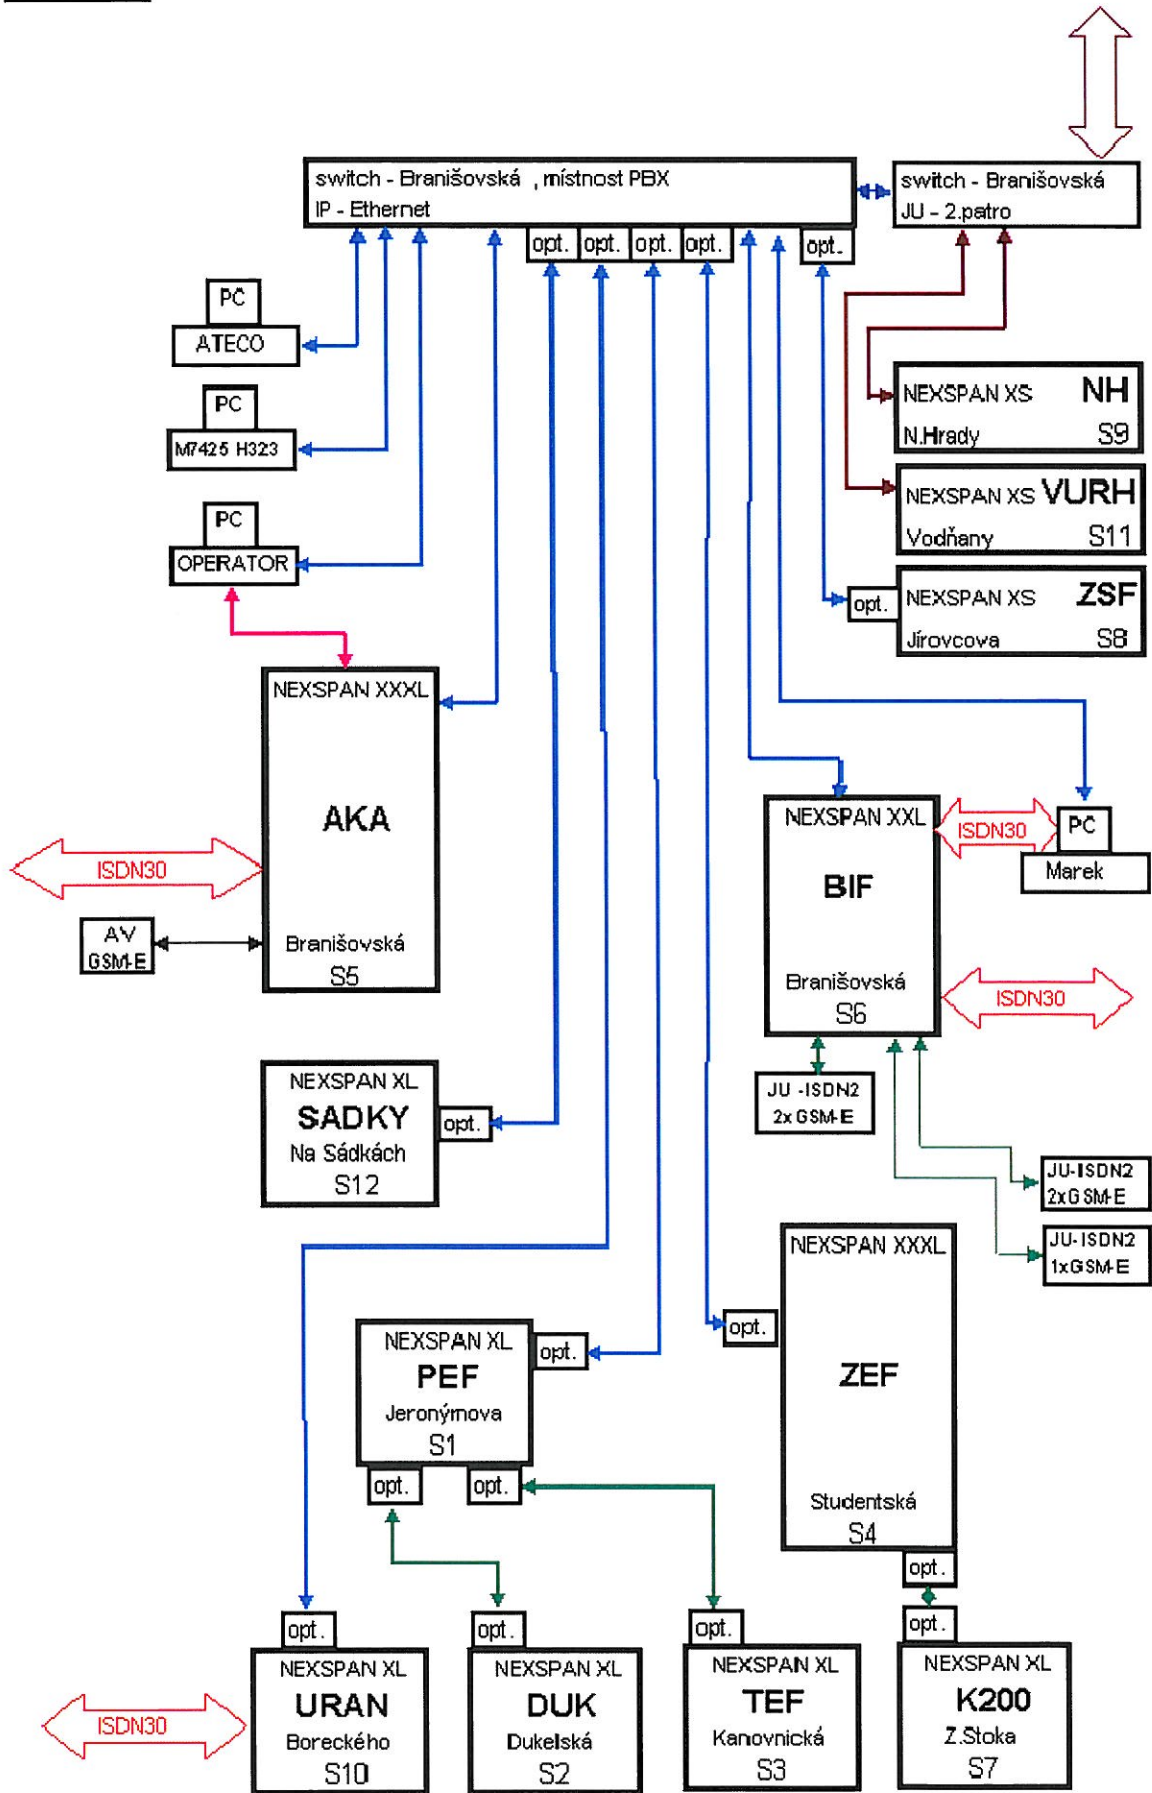 switch - Branišovská , místnost PBX
IP - Ethernet
switch - Branišovská
JU - 2.patro
opt.
opt.
opt.
opt.
opt.
PC
ATECO
PC
M7425 H323
PC
OPERATOR
NEXSPAN XS NH
N.Hrady S9
NEXSPAN XS VURH
Vodňany S11
opt.
NEXSPAN XS ZSF
Jírovcova S8
NEXSPAN XXXL
AKA
Branišovská
S5
ISDN30
AV
GSM-E
NEXSPAN XXL
BIF
Branišovská
S6
ISDN30
PC
Marek
ISDN30
JU -ISDN2
2xGSM-E
JU-ISDN2
2xGSM-E
JU-ISDN2
1xGSM-E
NEXSPAN XL
SADKY
Na Sádkách
S12
opt.
NEXSPAN XXXL
ZEF
Studentská
S4
opt.
opt.
NEXSPAN XL
PEF
Jeronýmova
S1
opt.
opt.
opt.
ISDN30
opt.
NEXSPAN XL
URAN
Boreckého
S10
opt.
NEXSPAN XL
DUK
Dukelská
S2
opt.
NEXSPAN XL
TEF
Kanovnická
S3
opt.
NEXSPAN XL
K200
Z.Stoka
S7